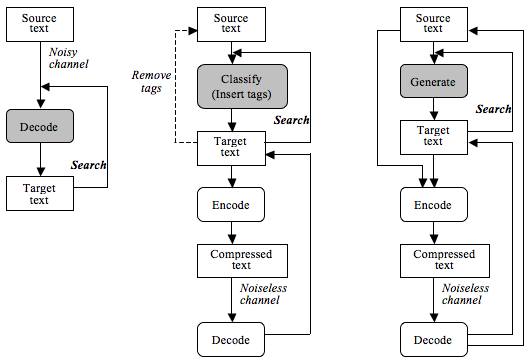 Source
text
Noisy
channel
Decode
Search
Target
text
Source
text
Remove
tags
Classify
(Insert tags)
Search
Target
text
Encode
Compressed
text
Noiseless
channel
Decode
Source
text
Generate
Search
Target
text
Encode
Compressed
text
Noiseless
channel
Decode